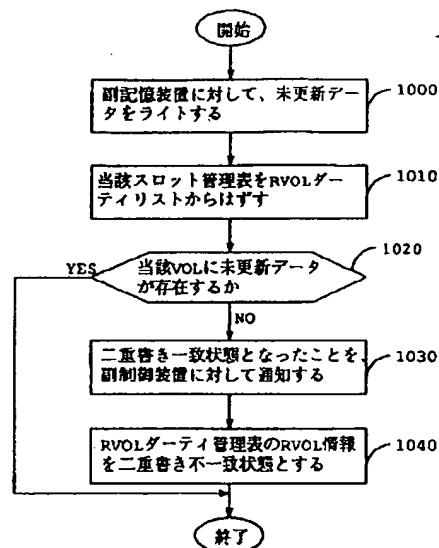 開始
副記憶装置に対して、未更新デー
タをライトする
1000
当該スロット管理表をRVOLダー
ティリストからはずす
1010
当該VOLに未更新データ
が存在するか
1020
YES
NO
二重書き一致状態となったことを
副制御装置に対して通知する
1030
RVOLダーティ管理表のRVOL情報
を二重書き不一致状態とする
1040
終了